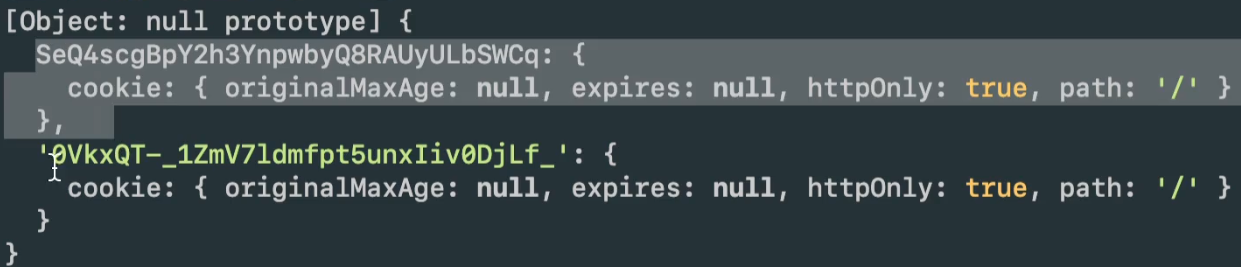 [Object: null prototype] {
  SeQ4scgBpY2h3YnpwbyQ8RAUyULbSWCq: {
    cookie: { originalMaxAge: null, expires: null, httpOnly: true, path: '/' }
  },
  '0VkxQT-_1ZmV7ldmfpt5unxIiv0DjLf_': {
    cookie: { originalMaxAge: null, expires: null, httpOnly: true, path: '/' }
  }
}